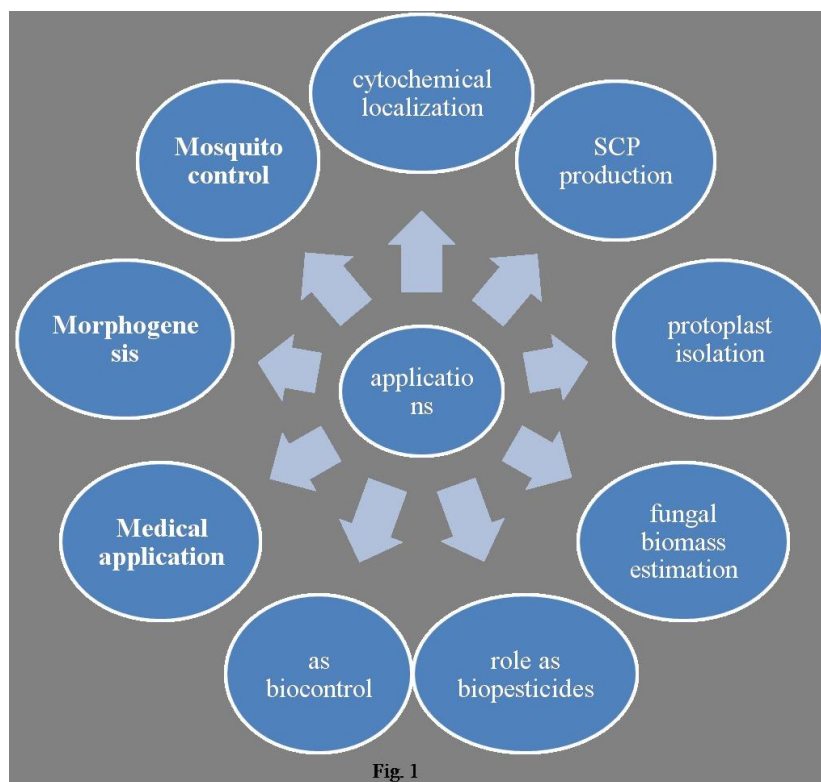 cytochemical
localization
SCP
production
protoplast
isolation
fungal
biomass
estimation
role as
biopesticides
as
biocontrol
Medical
application
Morphogene
sis
Mosquito
control
applicatio
ns
Fig. 1